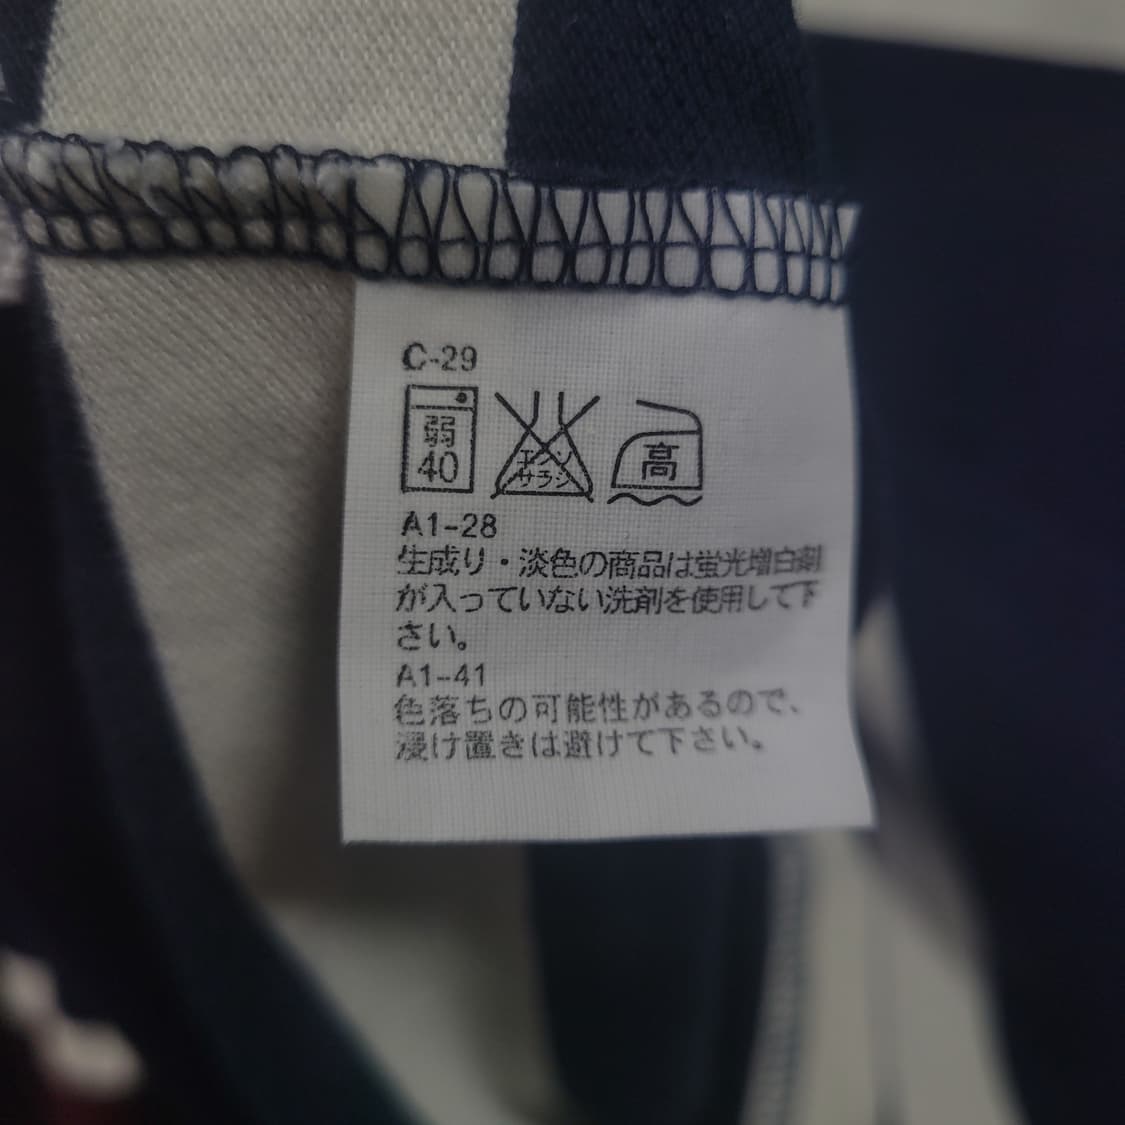 C-29
弱
40
エンソ
サラシ
高
A1-28
生成り・淡色の商品は蛍光増白剤
が入っていない洗剤を使用して下
さい。
A1-41
色落ちの可能性があるので、
浸け置きは避けて下さい。